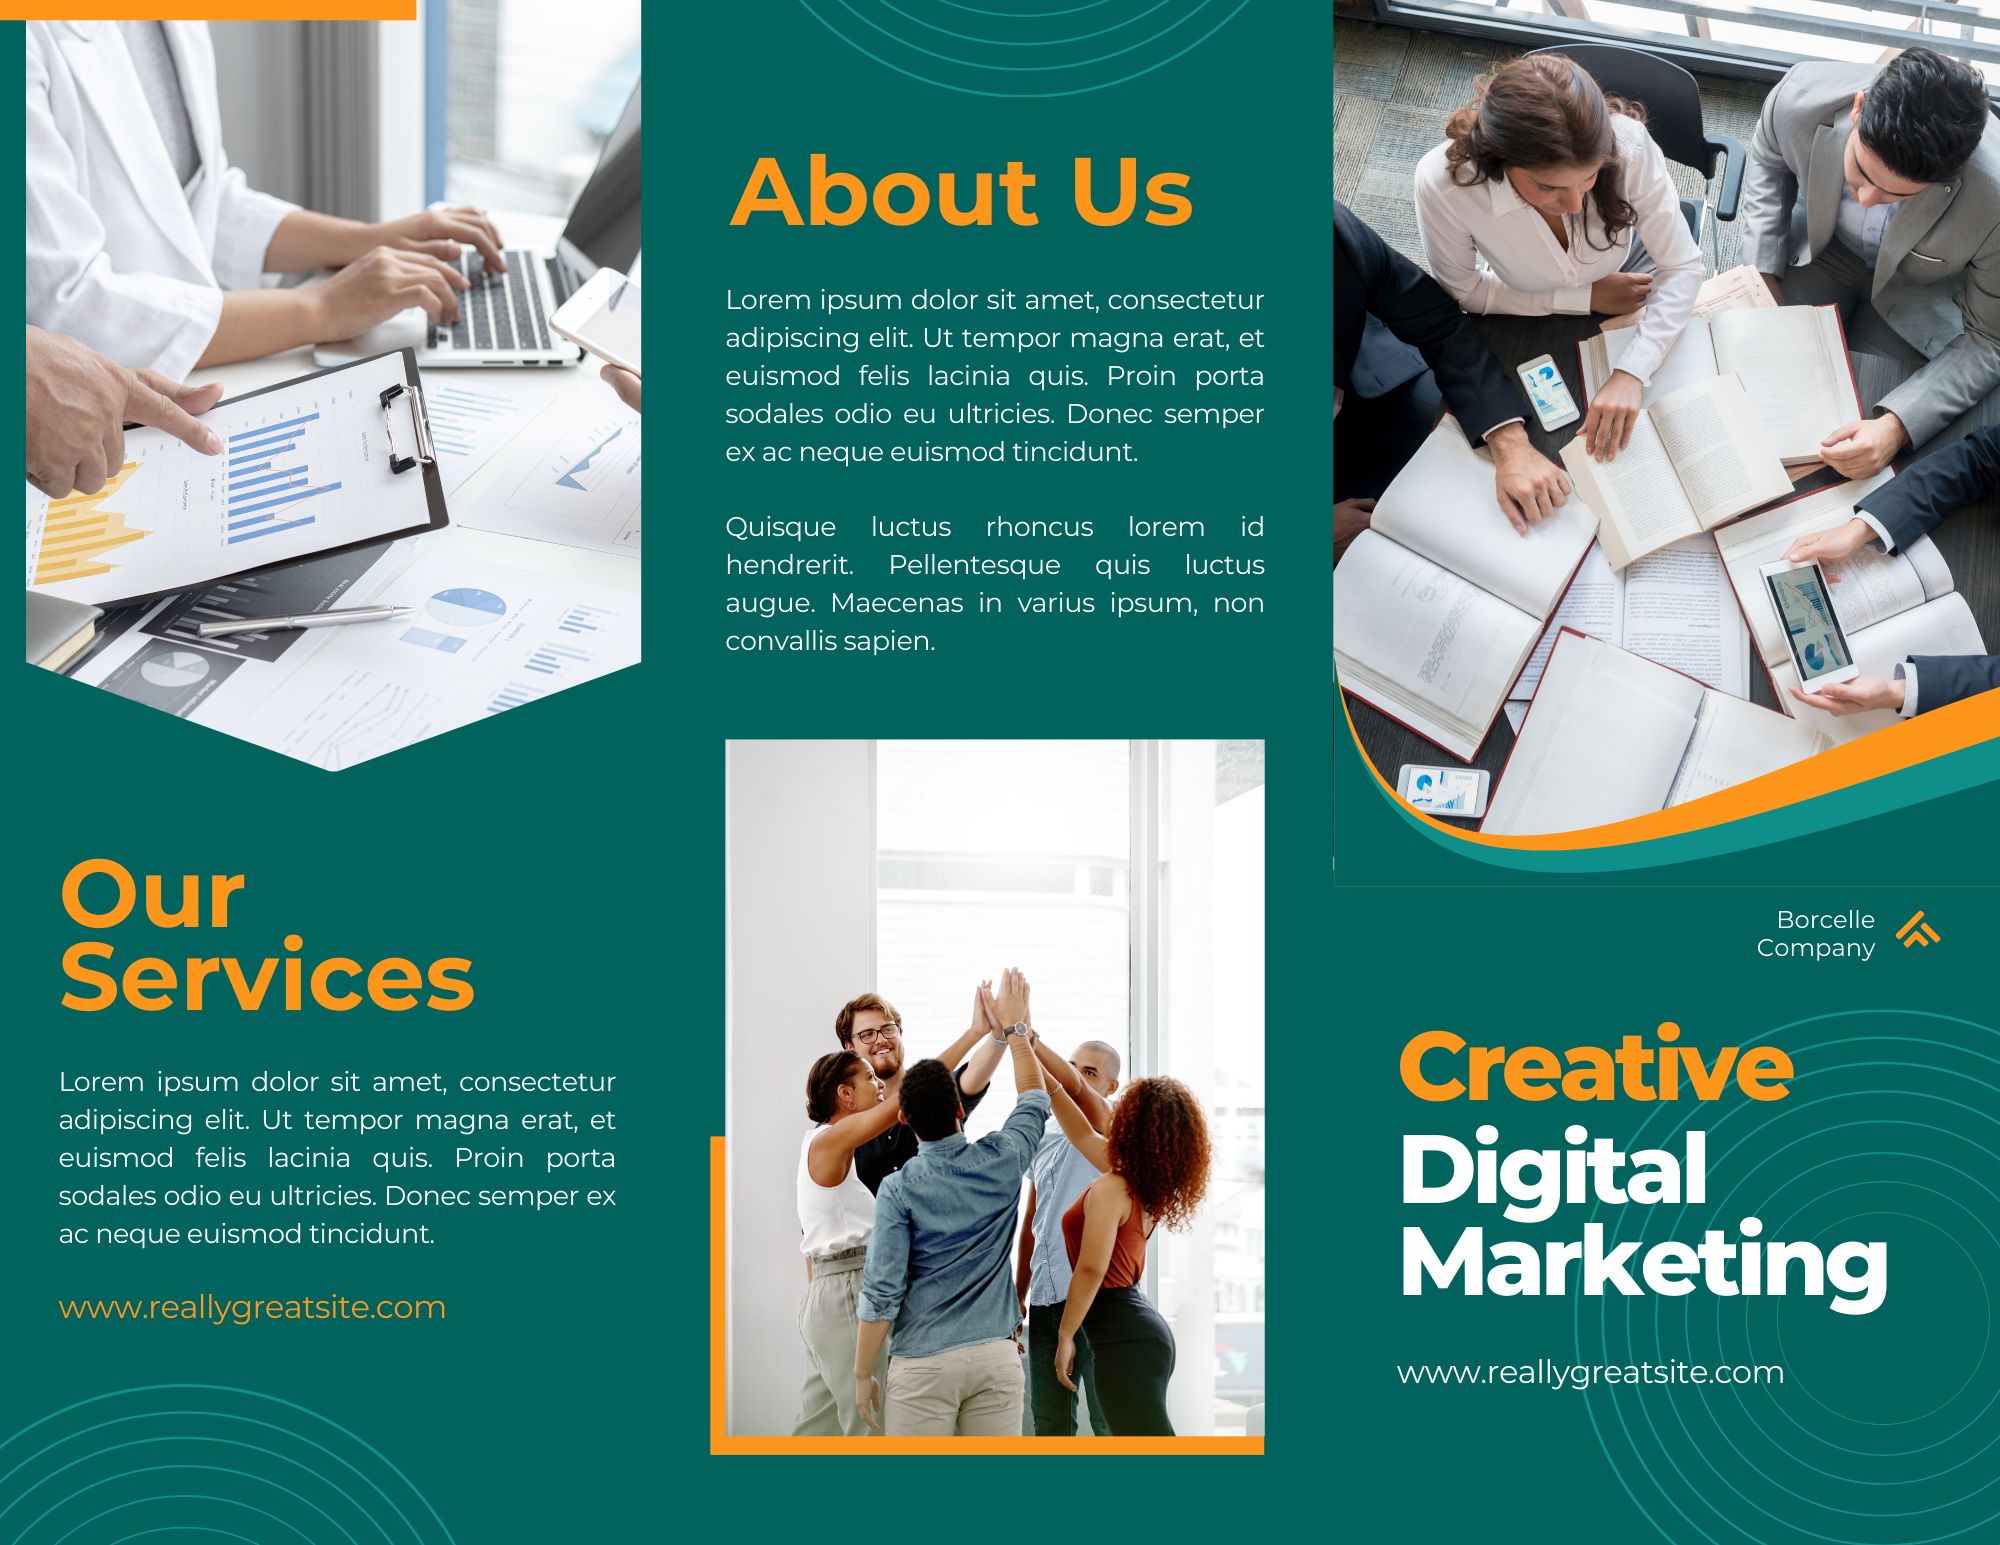 Our
Services
Lorem ipsum dolor sit amet, consectetur
adipiscing elit. Ut tempor magna erat, et
euismod felis lacinia quis. Proin porta
sodales odio eu ultricies. Donec semper ex
ac neque euismod tincidunt.
www.reallygreatsite.com
About Us
Lorem ipsum dolor sit amet, consectetur
adipiscing elit. Ut tempor magna erat, et
euismod felis lacinia quis. Proin porta
sodales odio eu ultricies. Donec semper
ex ac neque euismod tincidunt.
Quisque luctus rhoncus lorem id
hendrerit. Pellentesque quis luctus
augue. Maecenas in varius ipsum, non
convallis sapien.
Borcelle
Company
Creative
Digital
Marketing
www.reallygreatsite.com